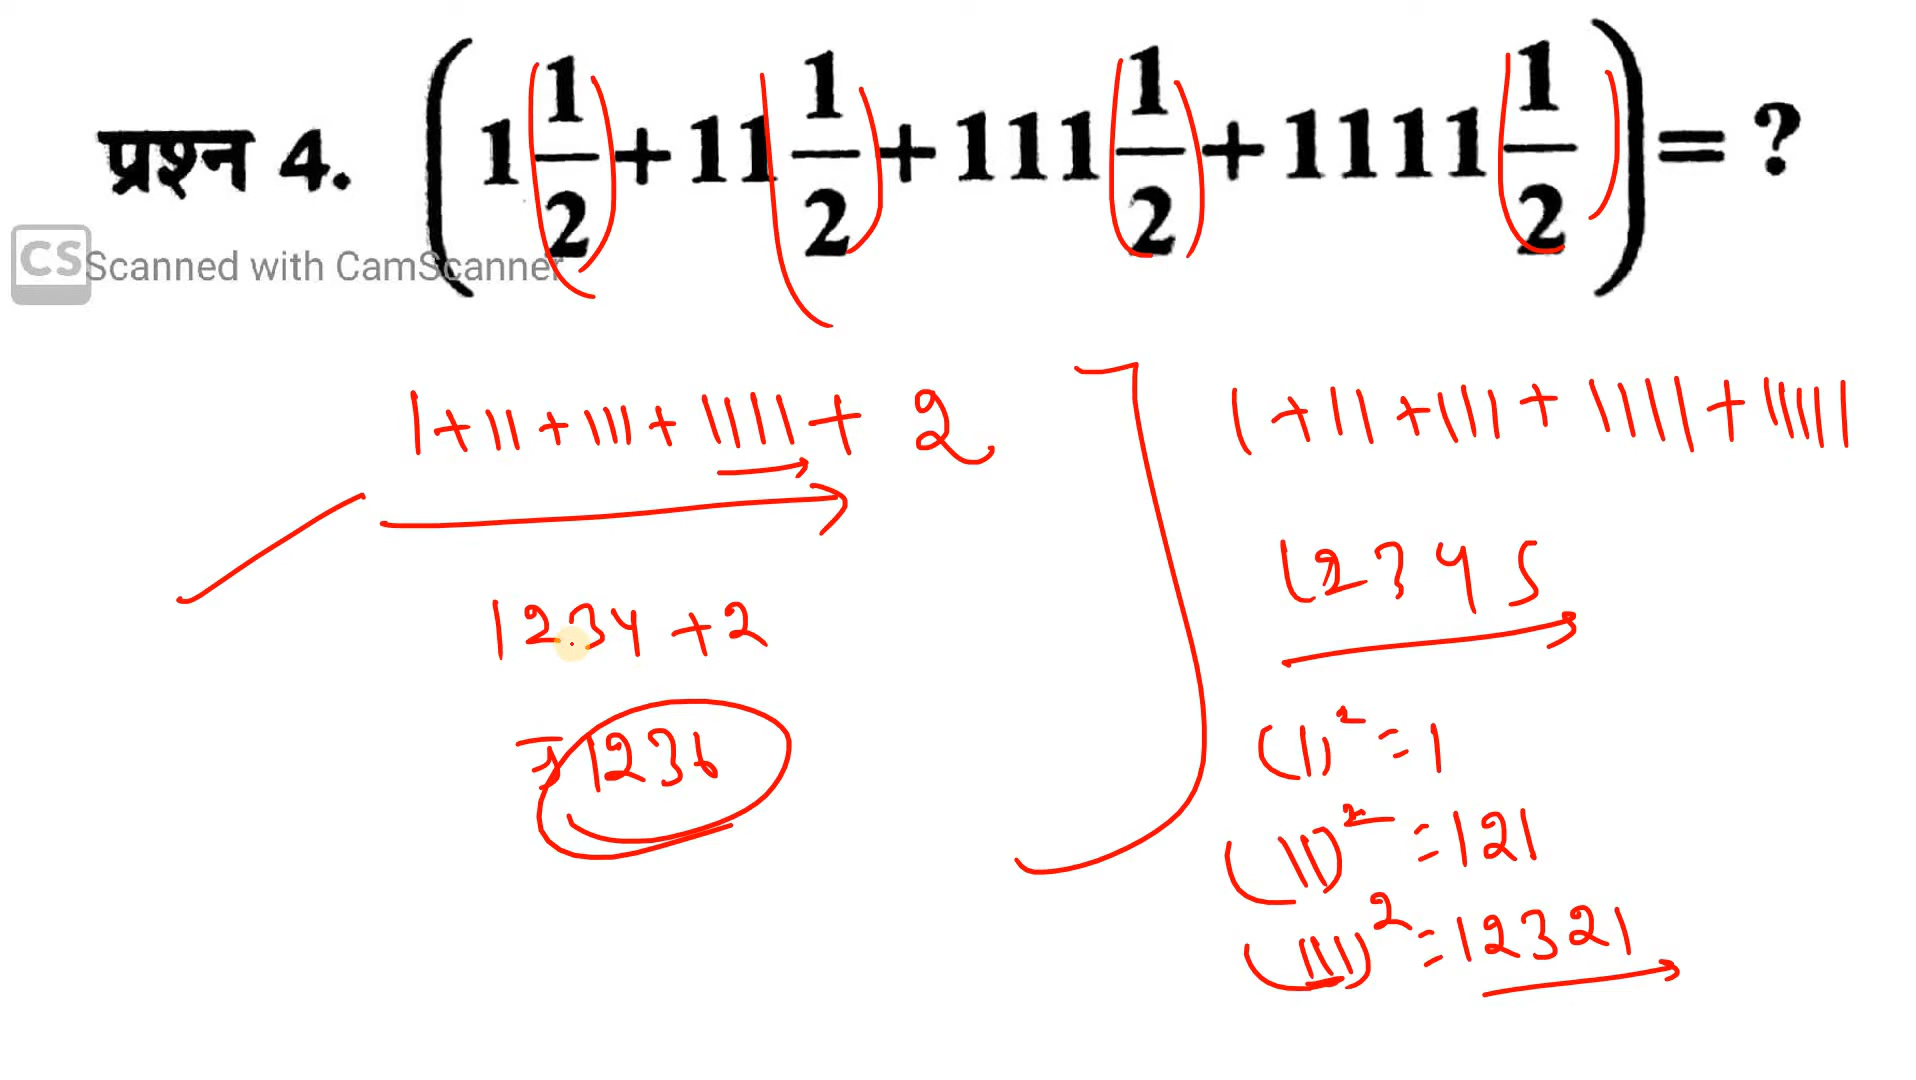 प्रश्न 4. (1 1/2 + 11 1/2 + 111 1/2 + 1111 1/2) = ?
CS Scanned with CamScanner
1 + 11 + 111 + 1111 + 2
1234 + 2
1236
1 + 11 + 111 + 1111 + 11111
12345
(1)² = 1
(11)² = 121
(111)² = 12321